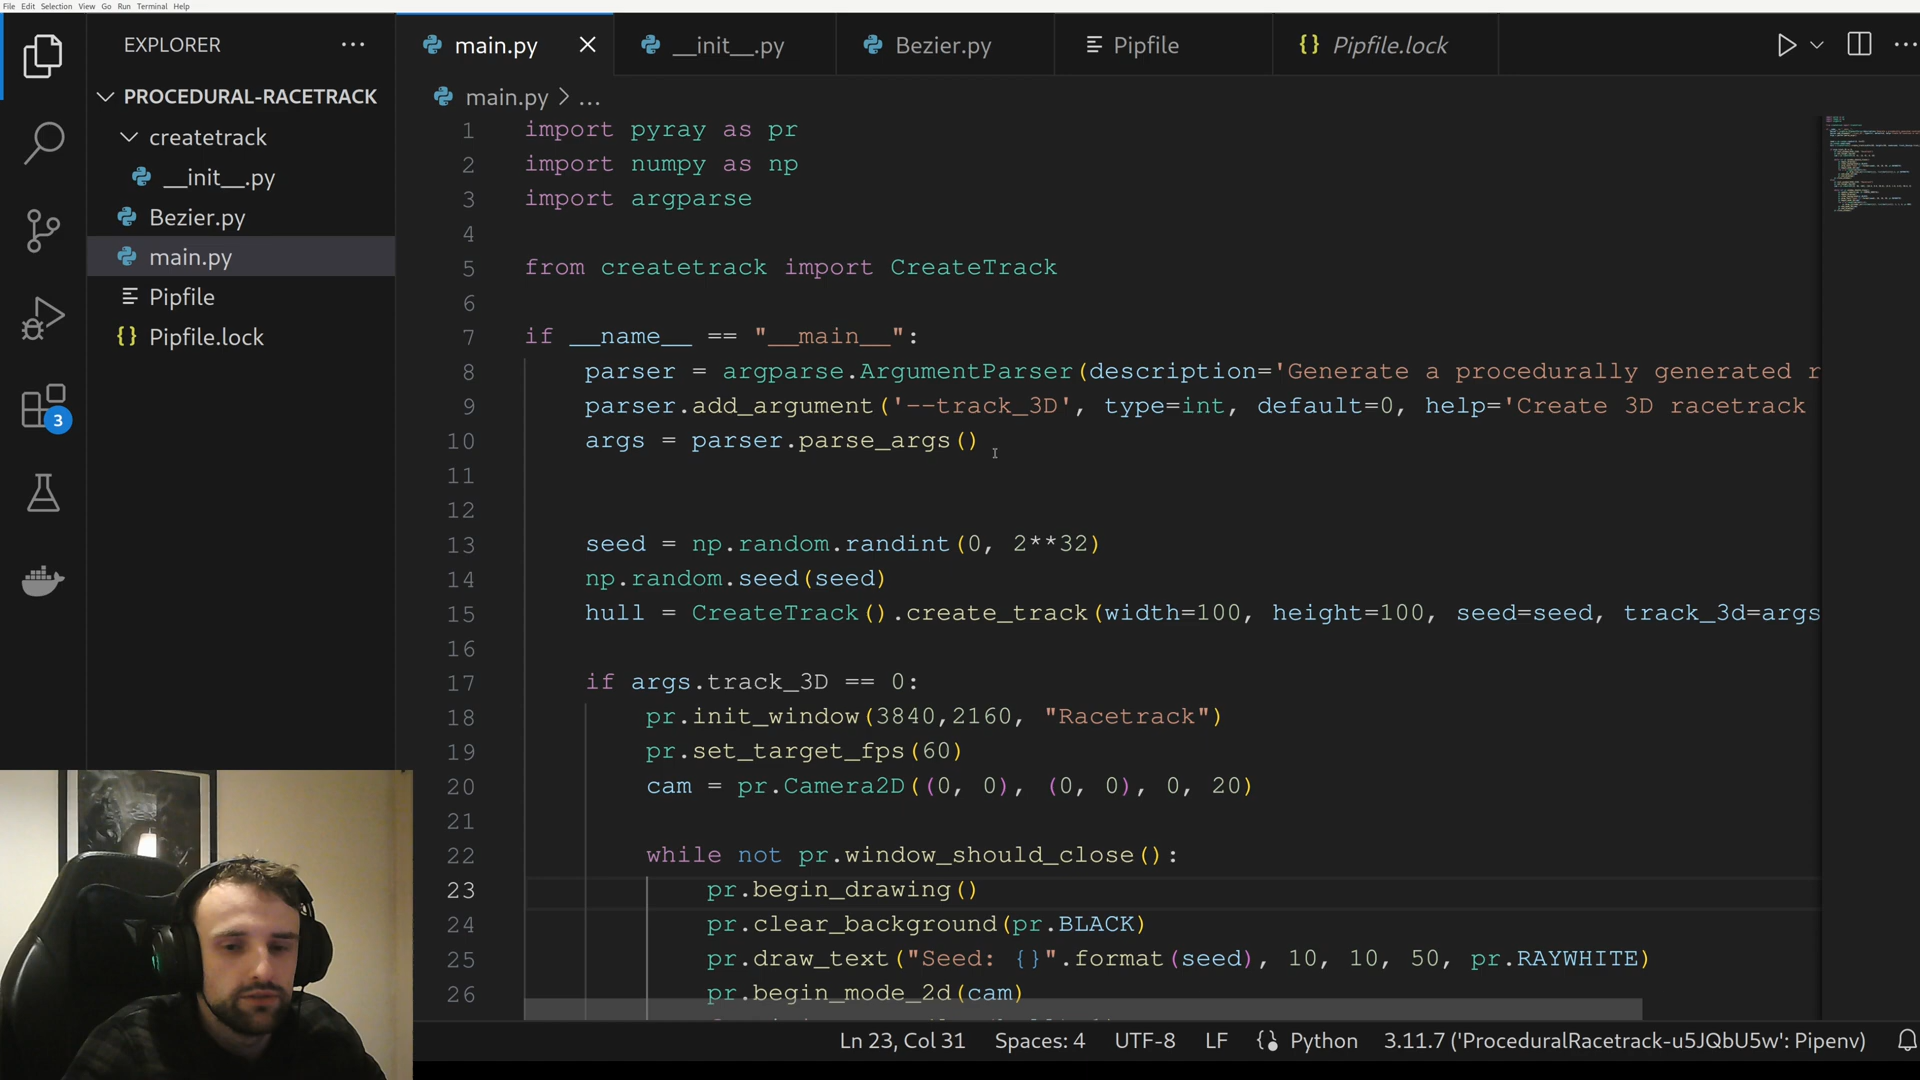 File Edit Selection View Go Run Terminal Help
EXPLORER
main.py
__init__.py
Bezier.py
Pipfile
{} Pipfile.lock
PROCEDURAL-RACETRACK
createtrack
__init__.py
Bezier.py
main.py
Pipfile
{} Pipfile.lock
3
main.py > ...
1 import pyray as pr
2 import numpy as np
3 import argparse
4
5 from createtrack import CreateTrack
6
7 if __name__ == "__main__":
8 parser = argparse.ArgumentParser(description='Generate a procedurally generated r
9 parser.add_argument('--track_3D', type=int, default=0, help='Create 3D racetrack
10 args = parser.parse_args()
11
12
13 seed = np.random.randint(0, 2**32)
14 np.random.seed(seed)
15 hull = CreateTrack().create_track(width=100, height=100, seed=seed, track_3d=args
16
17 if args.track_3D == 0:
18 pr.init_window(3840,2160, "Racetrack")
19 pr.set_target_fps(60)
20 cam = pr.Camera2D((0, 0), (0, 0), 0, 20)
21
22 while not pr.window_should_close():
23 pr.begin_drawing()
24 pr.clear_background(pr.BLACK)
25 pr.draw_text("Seed: {}".format(seed), 10, 10, 50, pr.RAYWHITE)
26 pr.begin_mode_2d(cam)
Ln 23, Col 31 Spaces: 4 UTF-8 LF Python 3.11.7 ('ProceduralRacetrack-u5JQbU5w': Pipenv)